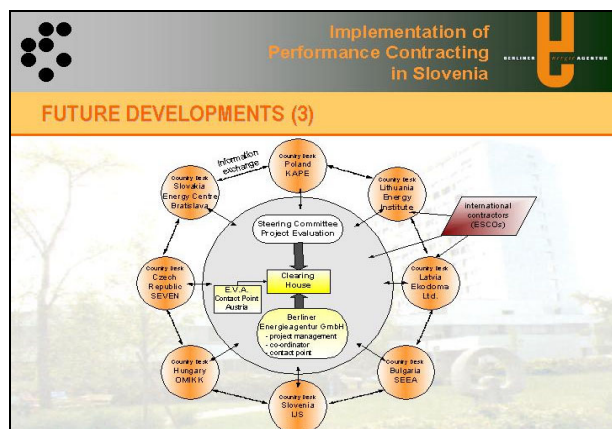 Implementation of
Performance Contracting
in Slovenia
BERLINER energie AGENTUR
FUTURE DEVELOPMENTS (3)
Information
exchange
Country Desk
Poland
KAPE
Country Desk
Slovakia
Energy Centre
Bratislava
Country Desk
Lithuania
Energy
Institute
international
contractors
(ESCOs)
Steering Committee
Project Evaluation
Country Desk
Czech
Republic
SEVEN
E.V.A.
Contact Point
Austria
Clearing
House
Country Desk
Latvia
Ekodoma
Ltd.
Berliner
Energieagentur GmbH
- project management
- co-ordinator
- contact point
Country Desk
Hungary
OMIKK
Country Desk
Bulgaria
SEEA
Country Desk
Slovenia
IJS